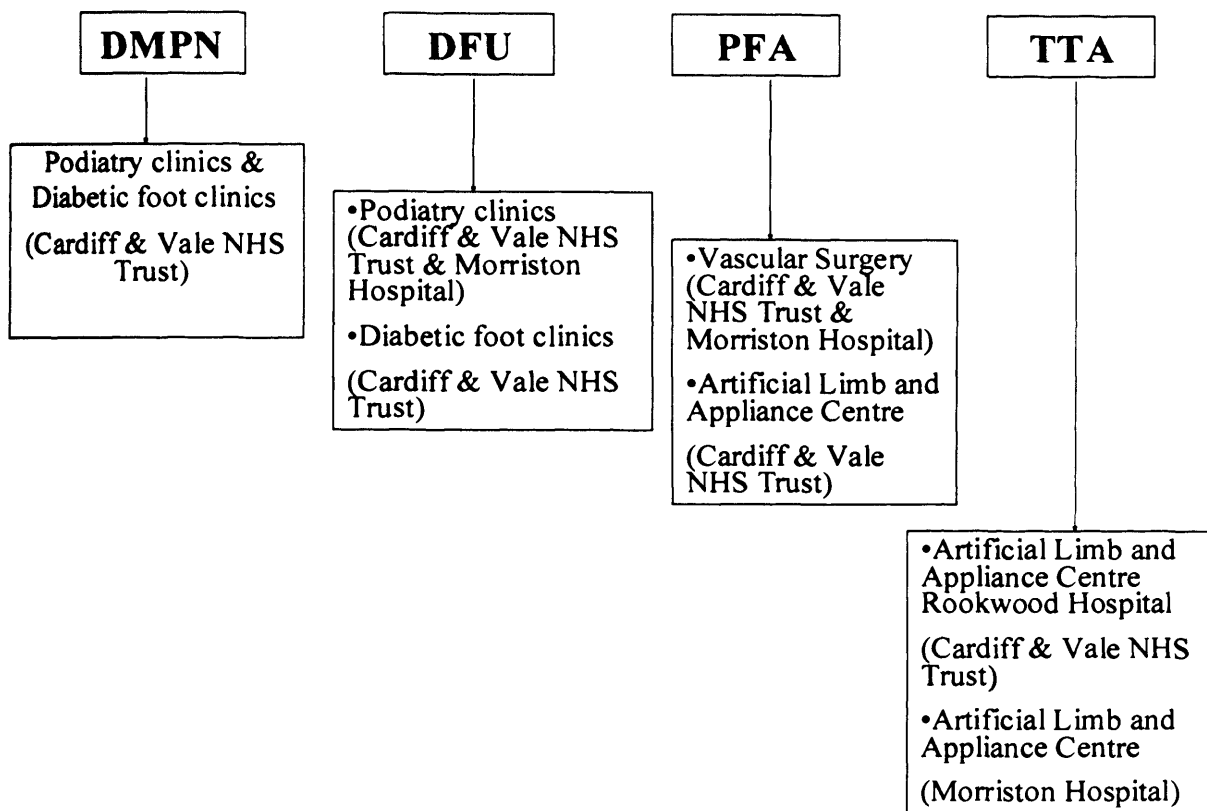 DMPN
DFU
PFA
TTA
Podiatry clinics &
Diabetic foot clinics
(Cardiff & Vale NHS
Trust)
•Podiatry clinics
(Cardiff & Vale NHS
Trust & Morriston
Hospital)
•Diabetic foot clinics
(Cardiff & Vale NHS
Trust)
•Vascular Surgery
(Cardiff & Vale
NHS Trust &
Morriston Hospital)
•Artificial Limb and
Appliance Centre
(Cardiff & Vale
NHS Trust)
•Artificial Limb and
Appliance Centre
Rookwood Hospital
(Cardiff & Vale NHS
Trust)
•Artificial Limb and
Appliance Centre
(Morriston Hospital)